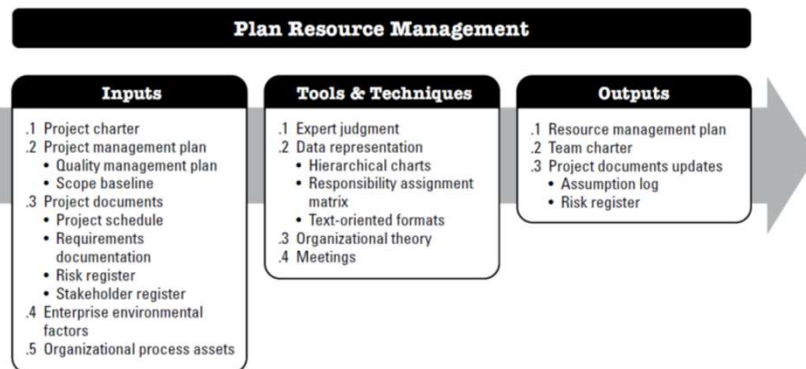 Plan Resource Management
Inputs
.1 Project charter
.2 Project management plan
• Quality management plan
• Scope baseline
.3 Project documents
• Project schedule
• Requirements
documentation
• Risk register
• Stakeholder register
.4 Enterprise environmental
factors
.5 Organizational process assets
Tools & Techniques
.1 Expert judgment
.2 Data representation
• Hierarchical charts
• Responsibility assignment
matrix
• Text-oriented formats
.3 Organizational theory
.4 Meetings
Outputs
.1 Resource management plan
.2 Team charter
.3 Project documents updates
• Assumption log
• Risk register